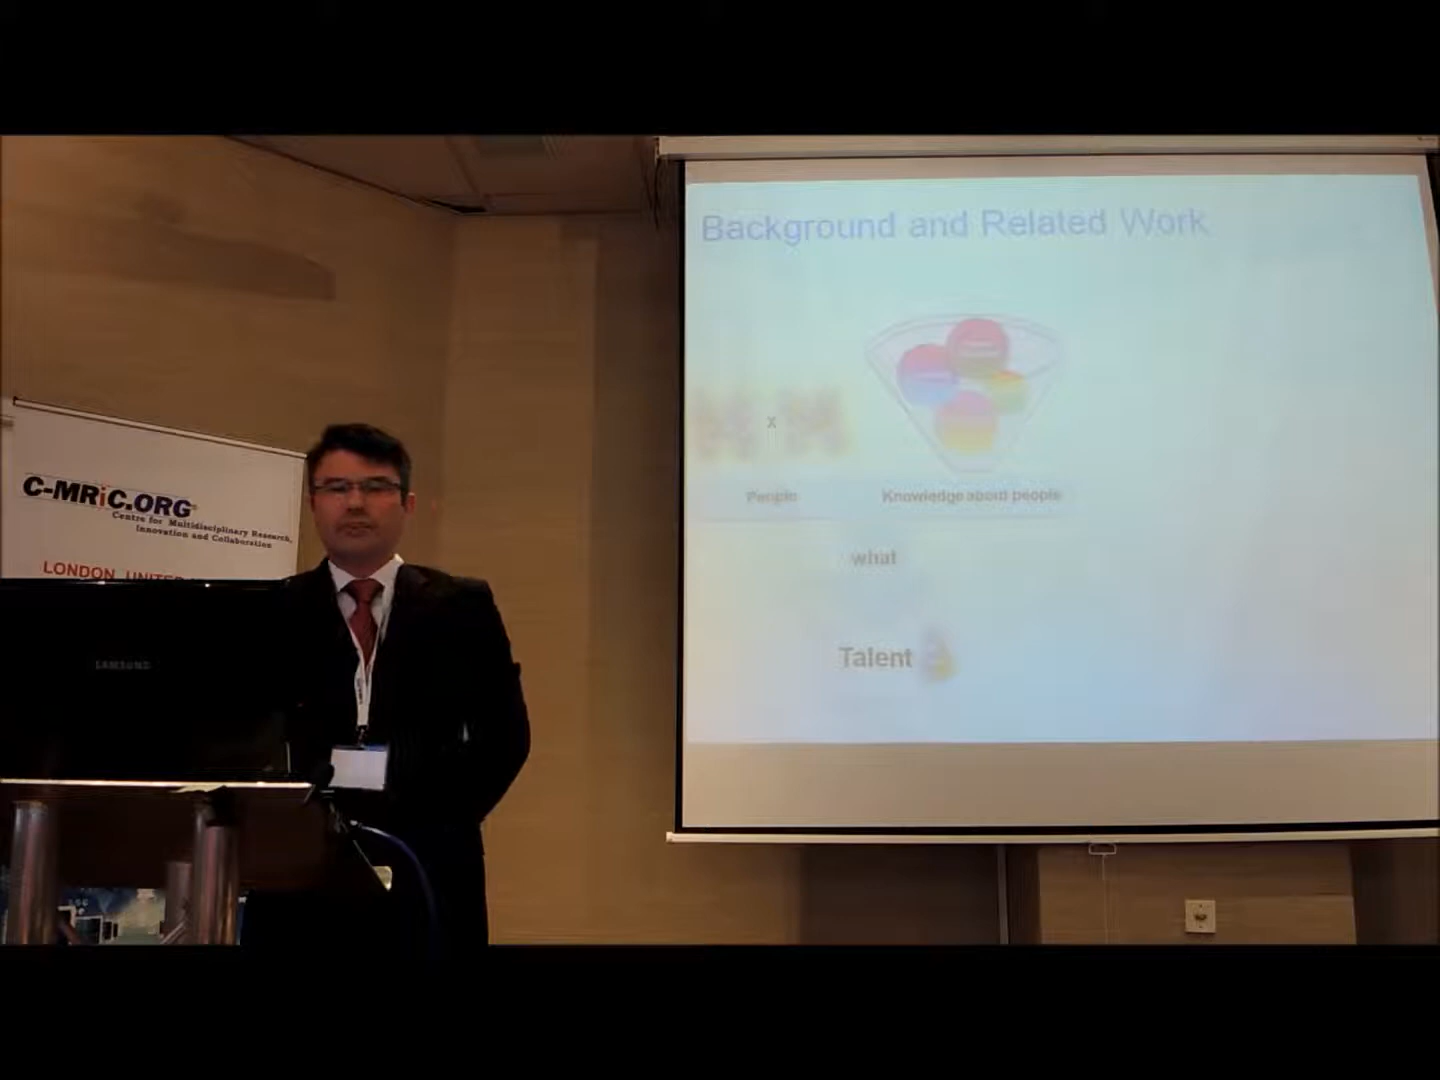 C-MRiC.ORG
Centre for Multidisciplinary Research,
Innovation and Collaboration
LONDON
SAMSUNG
Background and Related Work
x
People
Knowledge about people
what
Talent